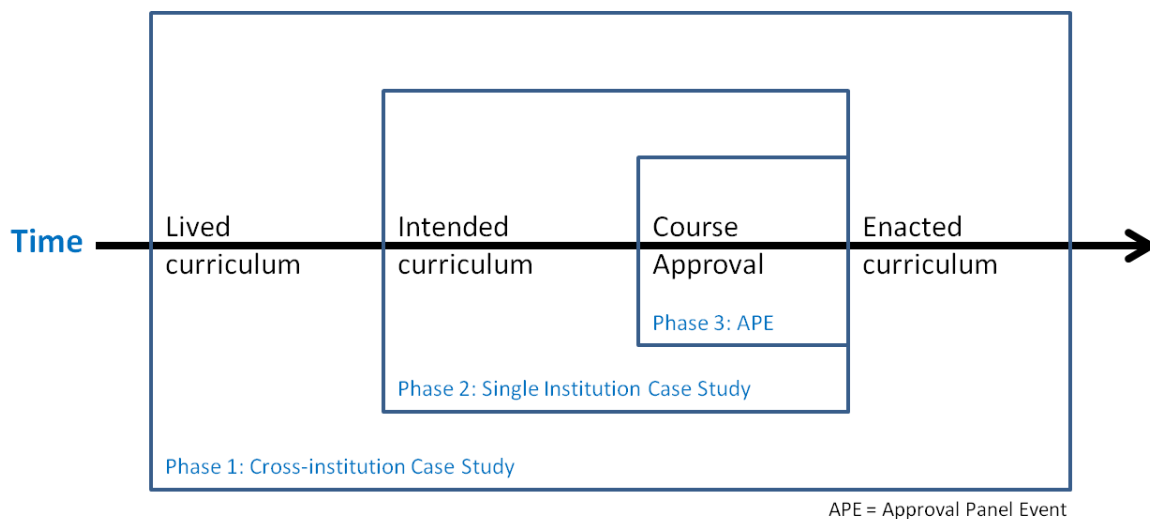 Time
Lived
curriculum
Intended
curriculum
Course
Approval
Enacted
curriculum
Phase 3: APE
Phase 2: Single Institution Case Study
Phase 1: Cross-institution Case Study
APE = Approval Panel Event